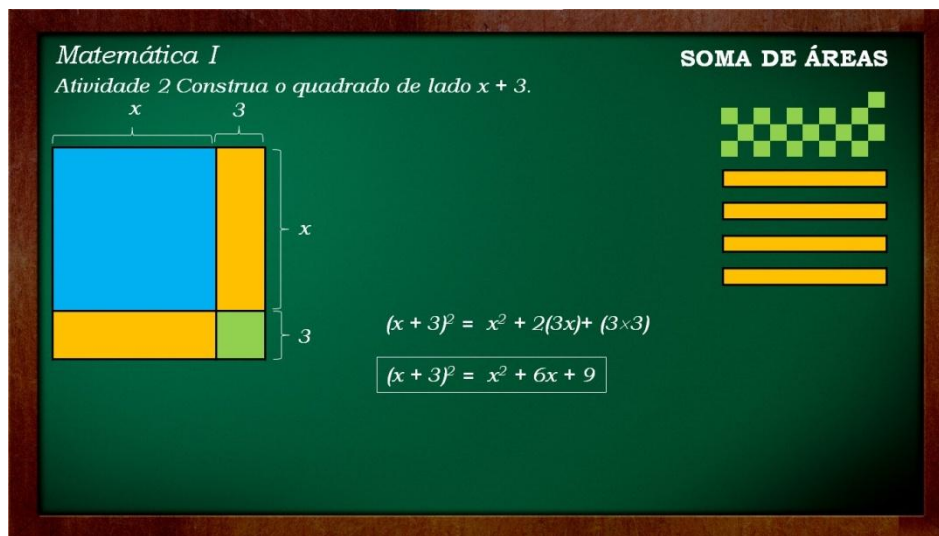 Matemática I
SOMA DE ÁREAS
Atividade 2 Construa o quadrado de lado x + 3.
x
3
x
3
(x + 3)² = x² + 2(3x)+ (3×3)
(x + 3)² = x² + 6x + 9